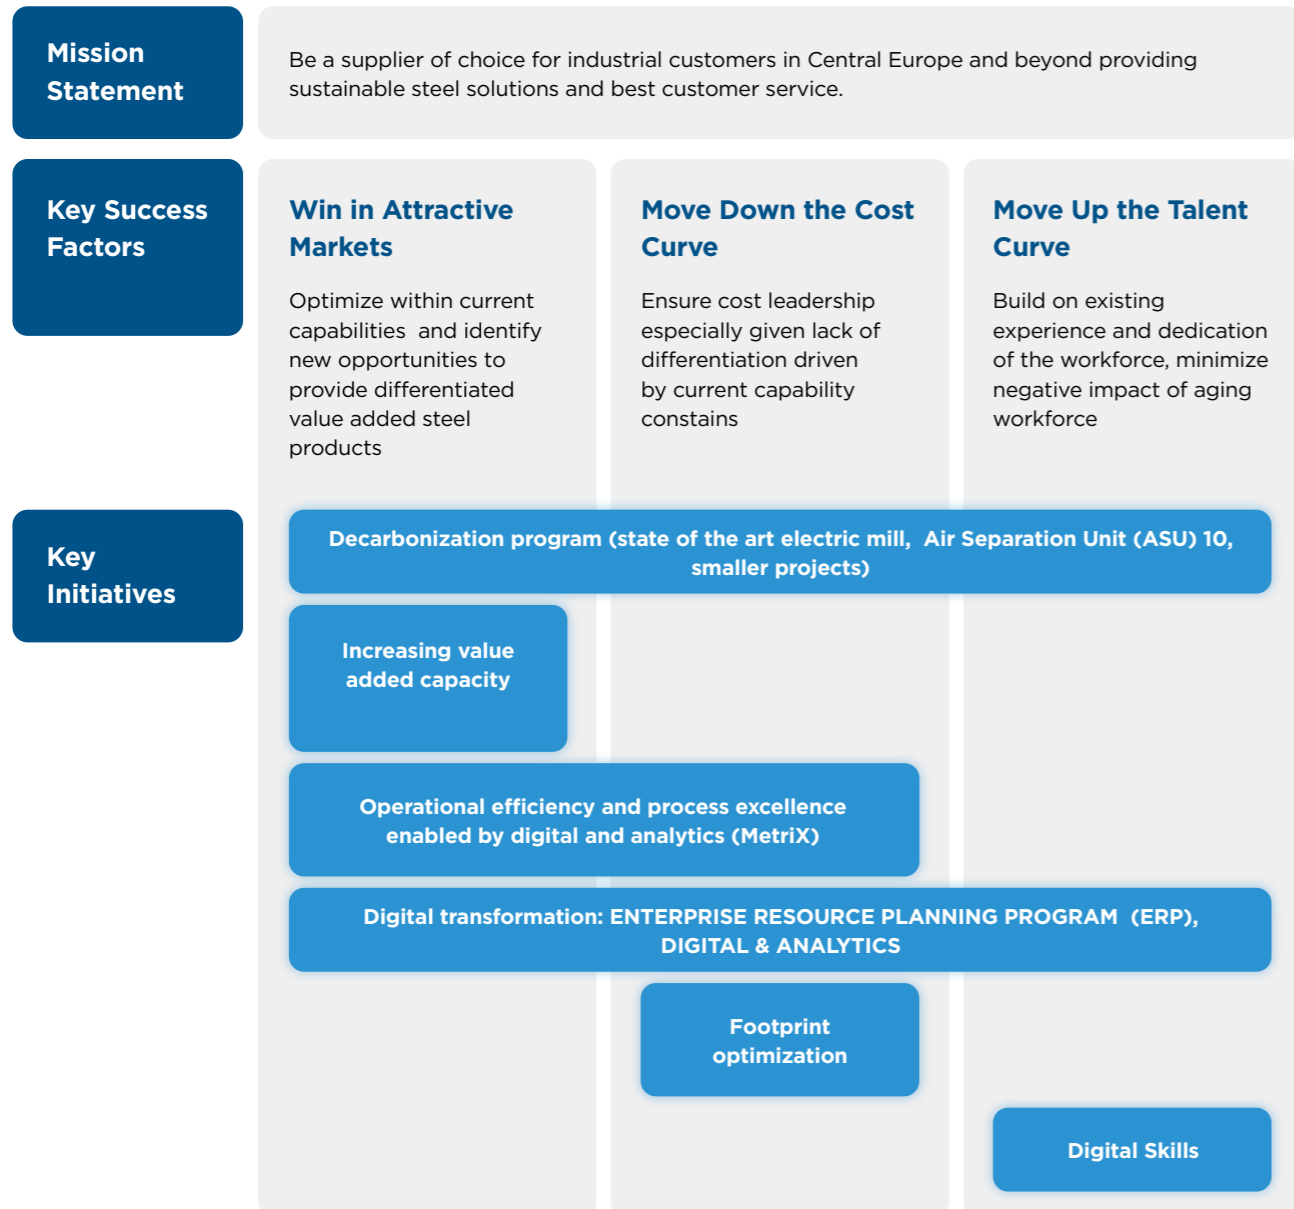 Mission
Statement
Be a supplier of choice for industrial customers in Central Europe and beyond providing
sustainable steel solutions and best customer service.
Key Success
Factors
Win in Attractive
Markets
Optimize within current
capabilities  and identify
new opportunities to
provide differentiated
value added steel
products
Move Down the Cost
Curve
Ensure cost leadership
especially given lack of
differentiation driven
by current capability
constains
Move Up the Talent
Curve
Build on existing
experience and dedication
of the workforce, minimize
negative impact of aging
workforce
Key
Initiatives
Decarbonization program (state of the art electric mill,  Air Separation Unit (ASU) 10,
smaller projects)
Increasing value
added capacity
Operational efficiency and process excellence
enabled by digital and analytics (MetriX)
Digital transformation: ENTERPRISE RESOURCE PLANNING PROGRAM  (ERP),
DIGITAL & ANALYTICS
Footprint
optimization
Digital Skills